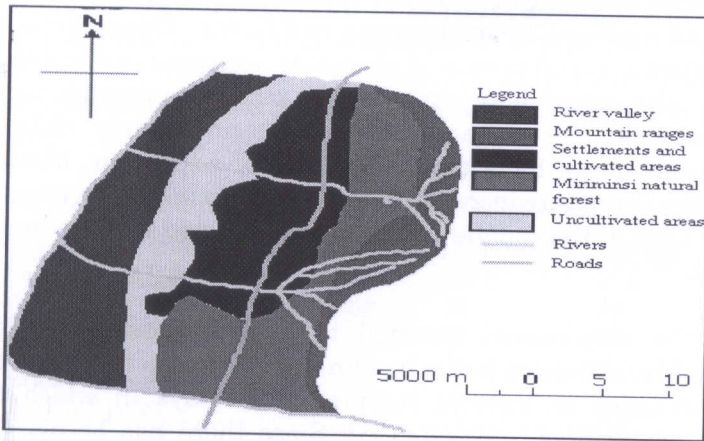 N
Legend
River valley
Mountain ranges
Settlements and
cultivated areas
Miriminsi natural
forest
Uncultivated areas
Rivers
Roads
5000 m 0 5 10